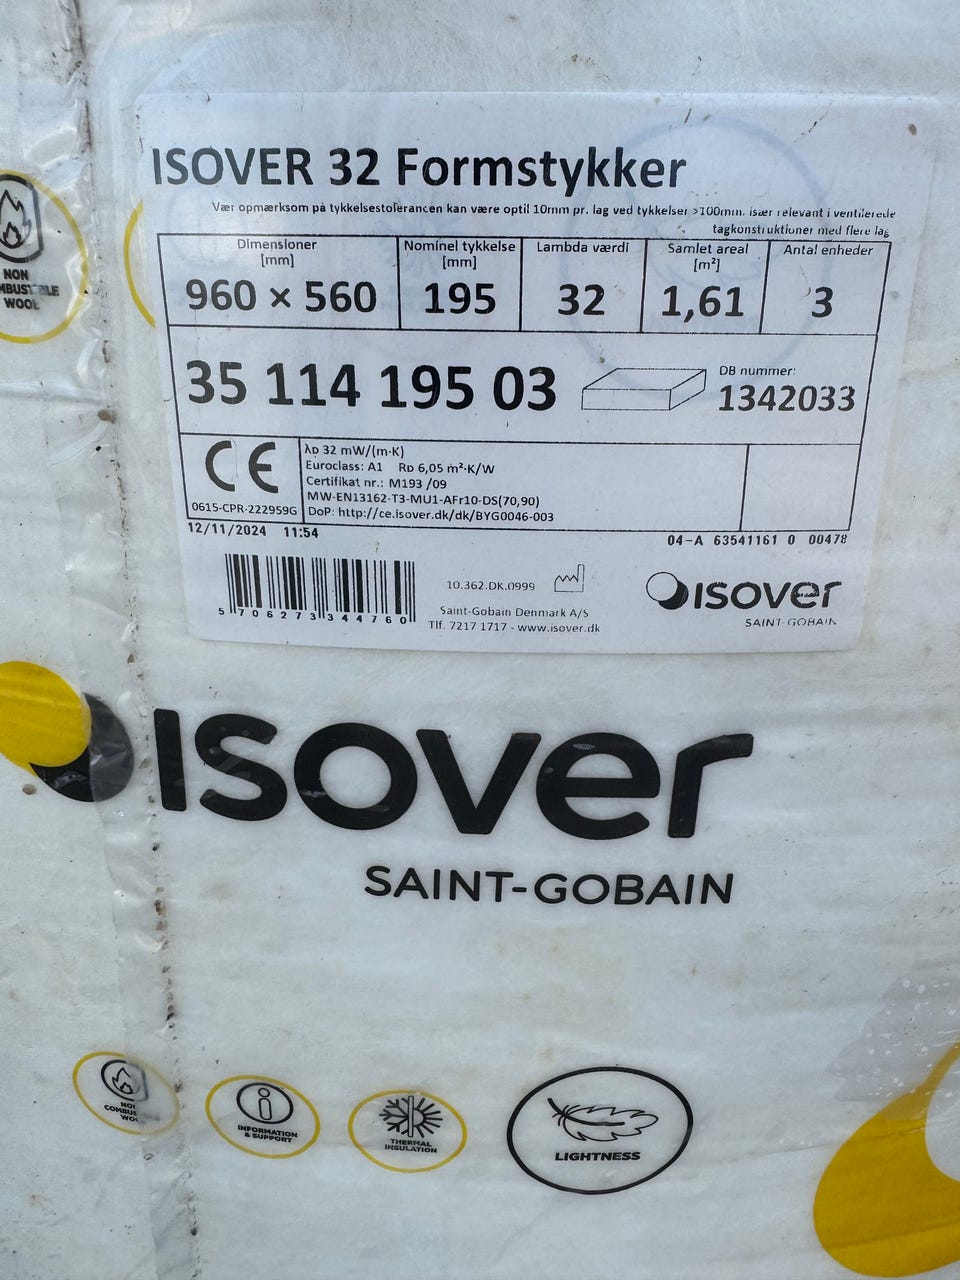 ISOVER 32 Formstykker
Vær opmærksom på tykkelsestolerancen kan være optil 10mm pr. lag ved tykkelser >100mm. især relevant i ventilerede
tagkonstruktioner med flere lag
NON
WOOL
Dimensioner
[mm]
960 × 560
Nominel tykkelse
[mm]
195
Lambda værdi
32
Samlet areal
[m²]
1,61
Antal enheder
3
35 114 195 03
DB nummer:
1342033
CE
0615-CPR-222959G
λD 32 mW/(m·K)
Euroclass: A1 RD 6,05 m²·K/W
Certifikat nr.: M193 /09
MW-EN13162-T3-MU1-AFr10-DS(70,90)
DoP: http://ce.isover.dk/dk/BYG0046-003
12/11/2024 11:54
04-A 63541161 0 00478
5 706273 344760
10.362.DK.0999
Saint-Gobain Denmark A/S
Tlf. 7217 1717 - www.isover.dk
isover
SAINT-GOBAIN
isover
SAINT-GOBAIN
INFORMATION
& SUPPORT
THERMAL
INSULATION
LIGHTNESS